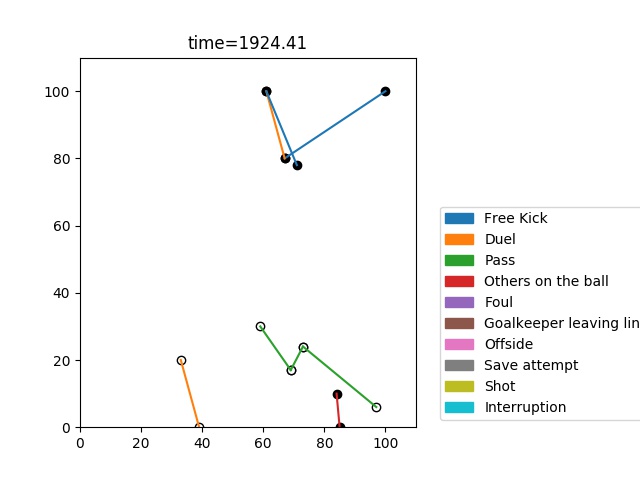 time=1924.41
100
80
60
40
20
0
0 20 40 60 80 100
Free Kick
Duel
Pass
Others on the ball
Foul
Goalkeeper leaving lin
Offside
Save attempt
Shot
Interruption